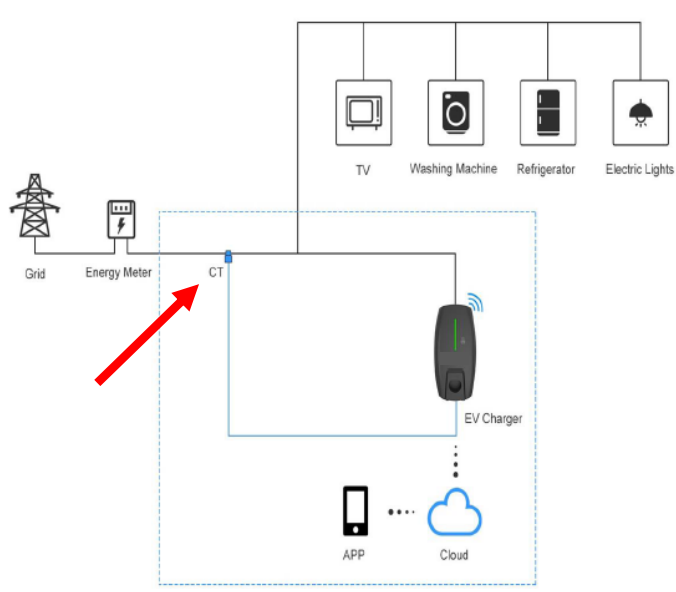 TV
Washing Machine
Refrigerator
Electric Lights
Grid
Energy Meter
CT
EV Charger
APP
Cloud